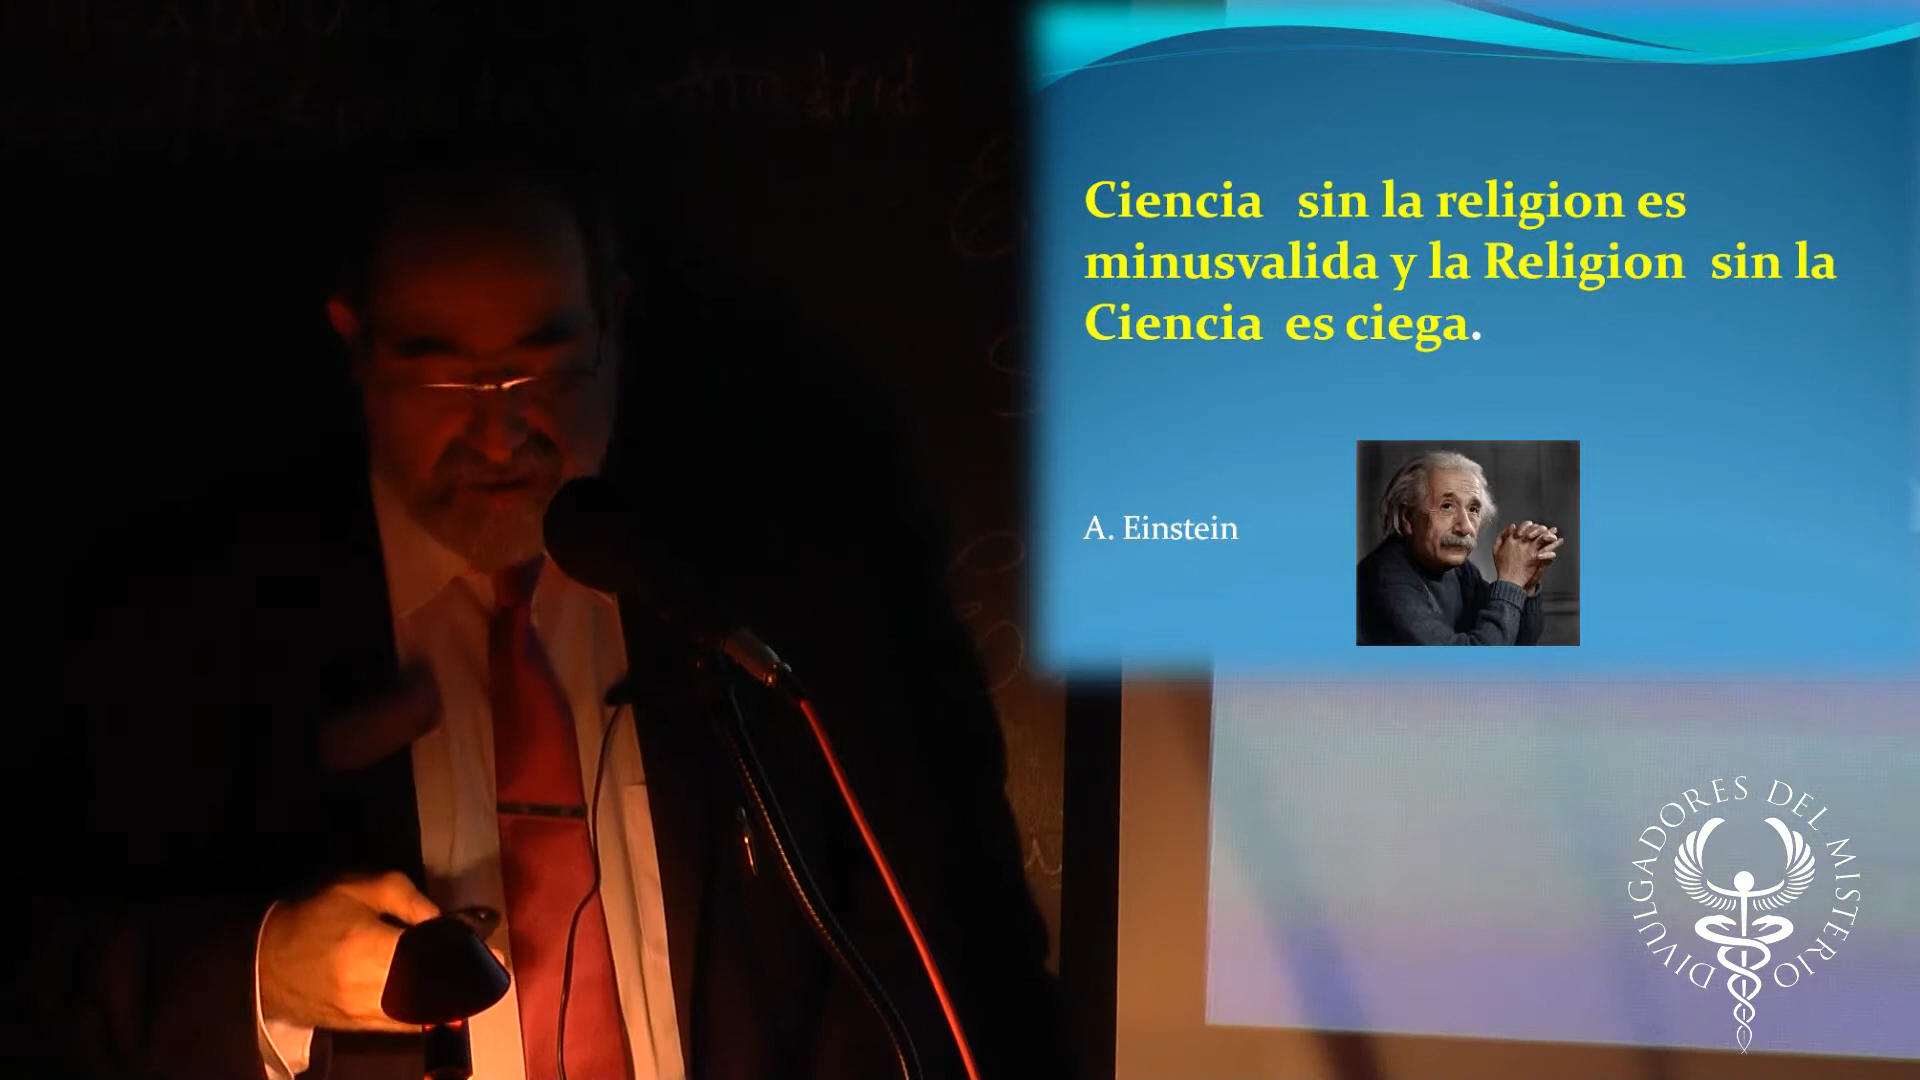 Ciencia sin la religion es
minusvalida y la Religion sin la
Ciencia es ciega.
A. Einstein
DIVULGADORES DEL MISTERIO